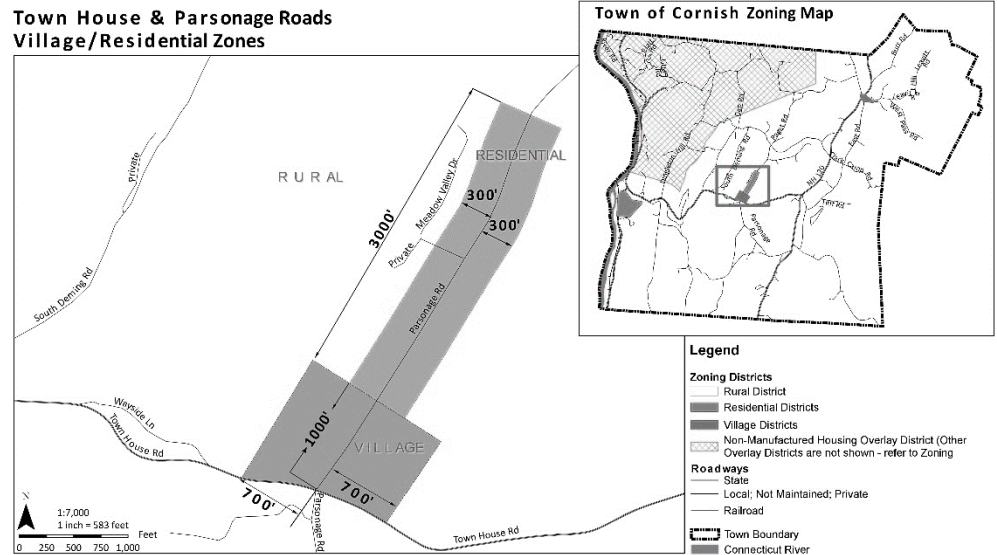 Town House & Parsonage Roads
Village/Residential Zones
Private
RURAL
South Deming Rd
3000'
Meadow Valley Dr
RESIDENTIAL
300'
300'
Private
Parsonage Rd
1000'
VILLAGE
700'
700'
Wayside Ln
Town House Rd
Parsonage Rd
Town House Rd
N
1:7,000
1 inch = 583 feet
Feet
0 250 500 750 1,000
Town of Cornish Zoning Map
NH 120
Parsonage Rd
Legend
Zoning Districts
Rural District
Residential Districts
Village Districts
Non-Manufactured Housing Overlay District (Other
Overlay Districts are not shown - refer to Zoning
Roadways
State
Local; Not Maintained; Private
Railroad
Town Boundary
Connecticut River